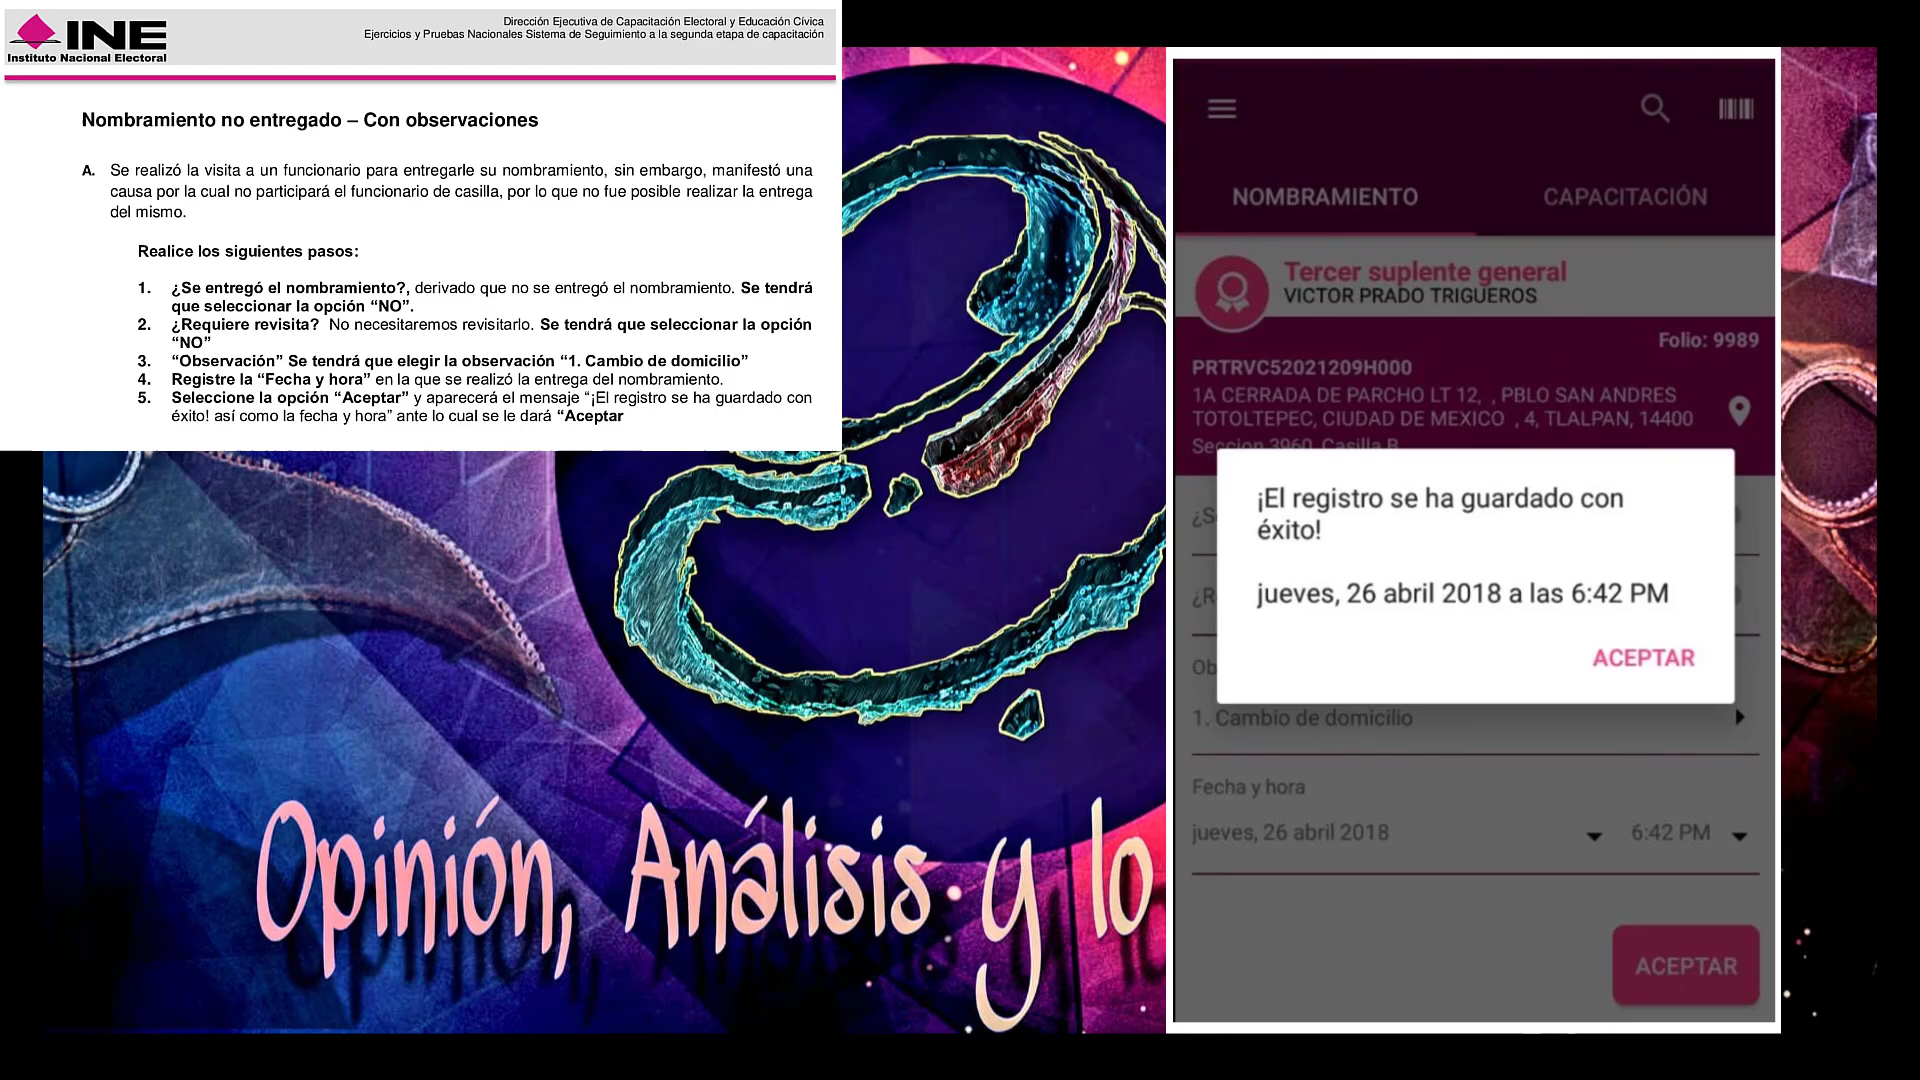 INE
Instituto Nacional Electoral
Dirección Ejecutiva de Capacitación Electoral y Educación Cívica
Ejercicios y Pruebas Nacionales Sistema de Seguimiento a la segunda etapa de capacitación
Nombramiento no entregado – Con observaciones
A. Se realizó la visita a un funcionario para entregarle su nombramiento, sin embargo, manifestó una
causa por la cual no participará el funcionario de casilla, por lo que no fue posible realizar la entrega
del mismo.
Realice los siguientes pasos:
1. ¿Se entregó el nombramiento?, derivado que no se entregó el nombramiento. Se tendrá
que seleccionar la opción “NO”.
2. ¿Requiere revisita? No necesitaremos revisitarlo. Se tendrá que seleccionar la opción
“NO”
3. “Observación” Se tendrá que elegir la observación “1. Cambio de domicilio”
4. Registre la “Fecha y hora” en la que se realizó la entrega del nombramiento.
5. Seleccione la opción “Aceptar” y aparecerá el mensaje “¡El registro se ha guardado con
éxito! así como la fecha y hora” ante lo cual se le dará “Aceptar
Opinión, Análisis y lo
NOMBRAMIENTO CAPACITACIÓN
Tercer suplente general
VICTOR PRADO TRIGUEROS
Folio: 9989
PRTRVC52021209H000
1A CERRADA DE PARCHO LT 12, , PBLO SAN ANDRES
TOTOLTEPEC, CIUDAD DE MEXICO , 4, TLALPAN, 14400
Seccion 3960, Casilla B
¡El registro se ha guardado con
éxito!
jueves, 26 abril 2018 a las 6:42 PM
ACEPTAR
1. Cambio de domicilio
Fecha y hora
jueves, 26 abril 2018 6:42 PM
ACEPTAR